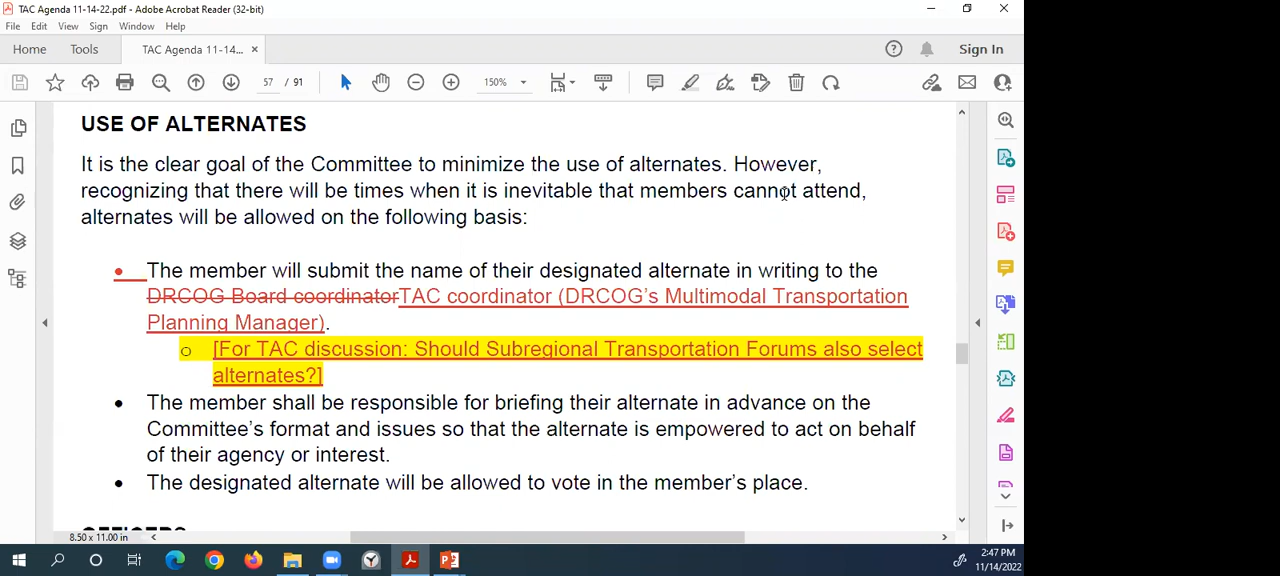 TAC Agenda 11-14-22.pdf - Adobe Acrobat Reader (32-bit)
File Edit View Sign Window Help
Home Tools TAC Agenda 11-14... × Sign In
57 / 91 150%
USE OF ALTERNATES
It is the clear goal of the Committee to minimize the use of alternates. However,
recognizing that there will be times when it is inevitable that members cannot attend,
alternates will be allowed on the following basis:
• The member will submit the name of their designated alternate in writing to the
DRCOG Board coordinatorTAC coordinator (DRCOG's Multimodal Transportation
Planning Manager).
o [For TAC discussion: Should Subregional Transportation Forums also select
alternates?]
• The member shall be responsible for briefing their alternate in advance on the
Committee's format and issues so that the alternate is empowered to act on behalf
of their agency or interest.
• The designated alternate will be allowed to vote in the member's place.
OFFICERS
8.50 x 11.00 in
2:47 PM
11/14/2022